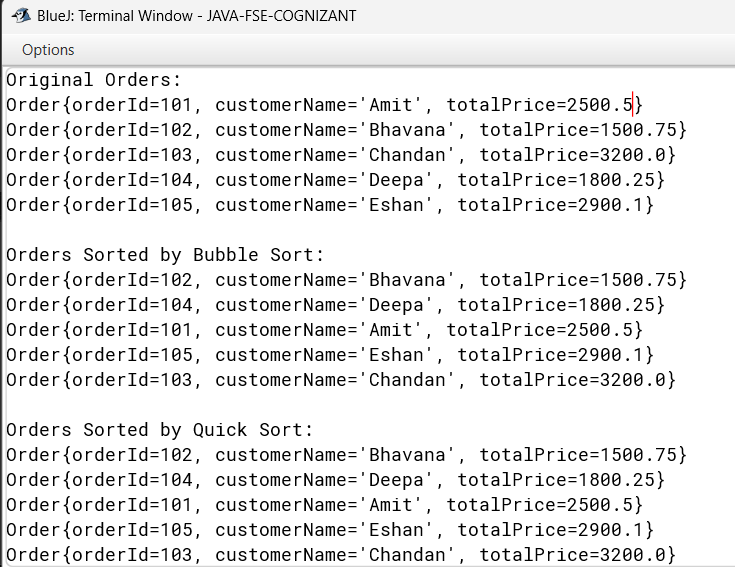 BlueJ: Terminal Window - JAVA-FSE-COGNIZANT
Options
Original Orders:
Order{orderId=101, customerName='Amit', totalPrice=2500.5}
Order{orderId=102, customerName='Bhavana', totalPrice=1500.75}
Order{orderId=103, customerName='Chandan', totalPrice=3200.0}
Order{orderId=104, customerName='Deepa', totalPrice=1800.25}
Order{orderId=105, customerName='Eshan', totalPrice=2900.1}
Orders Sorted by Bubble Sort:
Order{orderId=102, customerName='Bhavana', totalPrice=1500.75}
Order{orderId=104, customerName='Deepa', totalPrice=1800.25}
Order{orderId=101, customerName='Amit', totalPrice=2500.5}
Order{orderId=105, customerName='Eshan', totalPrice=2900.1}
Order{orderId=103, customerName='Chandan', totalPrice=3200.0}
Orders Sorted by Quick Sort:
Order{orderId=102, customerName='Bhavana', totalPrice=1500.75}
Order{orderId=104, customerName='Deepa', totalPrice=1800.25}
Order{orderId=101, customerName='Amit', totalPrice=2500.5}
Order{orderId=105, customerName='Eshan', totalPrice=2900.1}
Order{orderId=103, customerName='Chandan', totalPrice=3200.0}